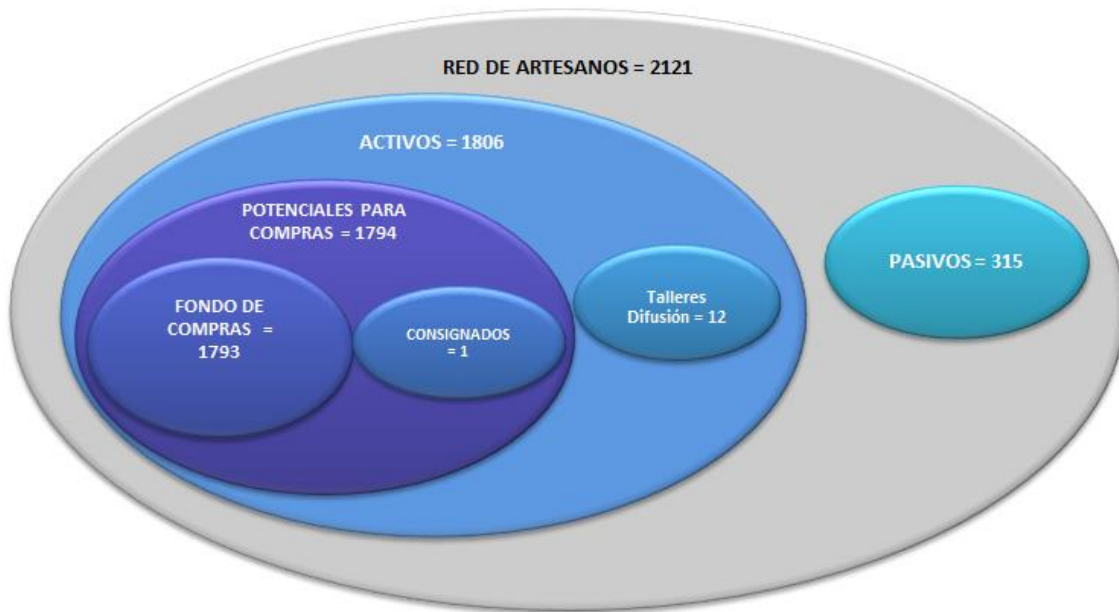 RED DE ARTESANOS = 2121
ACTIVOS = 1806
POTENCIALES PARA
COMPRAS = 1794
FONDO DE
COMPRAS =
1793
CONSIGNADOS
= 1
Talleres
Difusión = 12
PASIVOS = 315